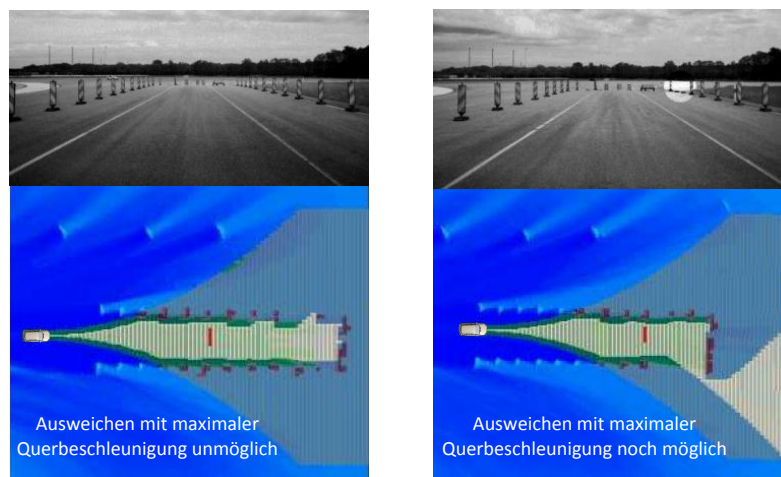 Ausweichen mit maximaler
Querbeschleunigung unmöglich
Ausweichen mit maximaler
Querbeschleunigung noch möglich